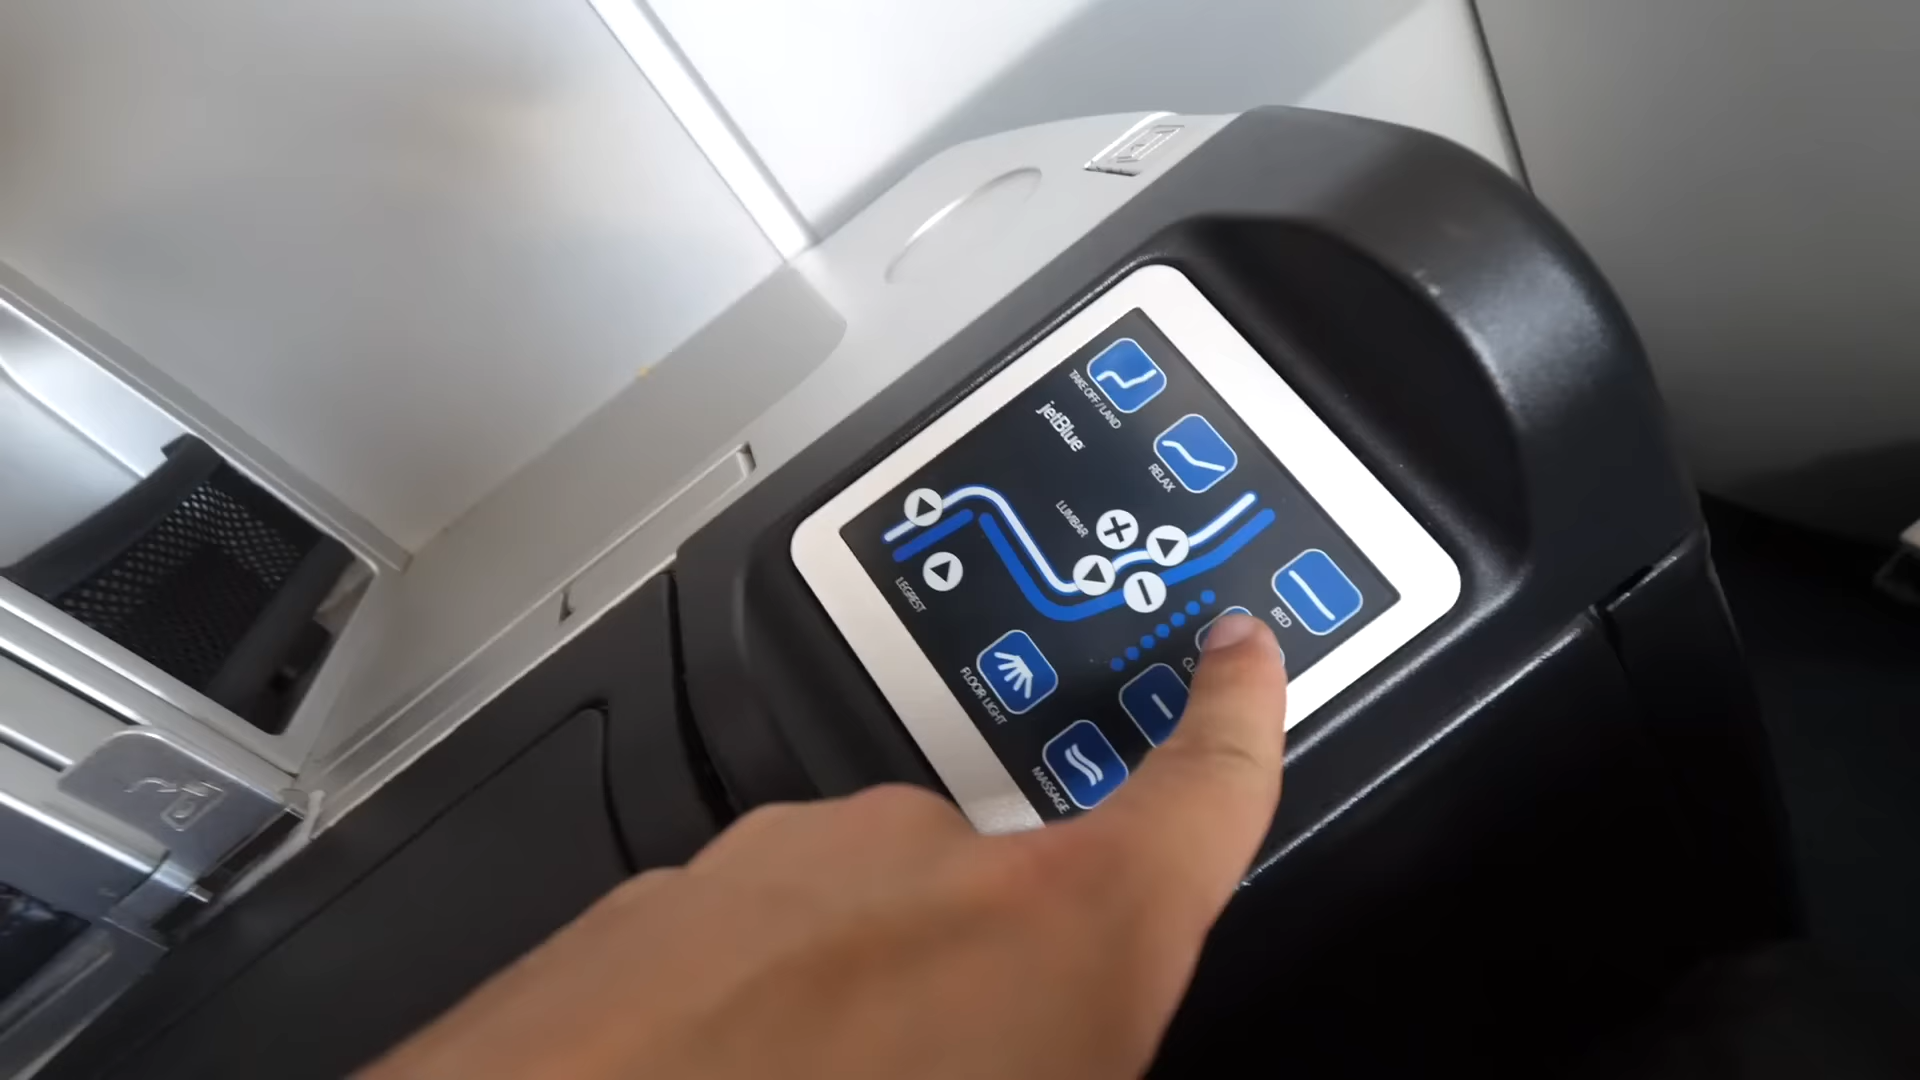 TAKE OFF / LAND
jetBlue
RELAX
LUMBAR
BED
LEGREST
FLOOR LIGHT
MASSAGE